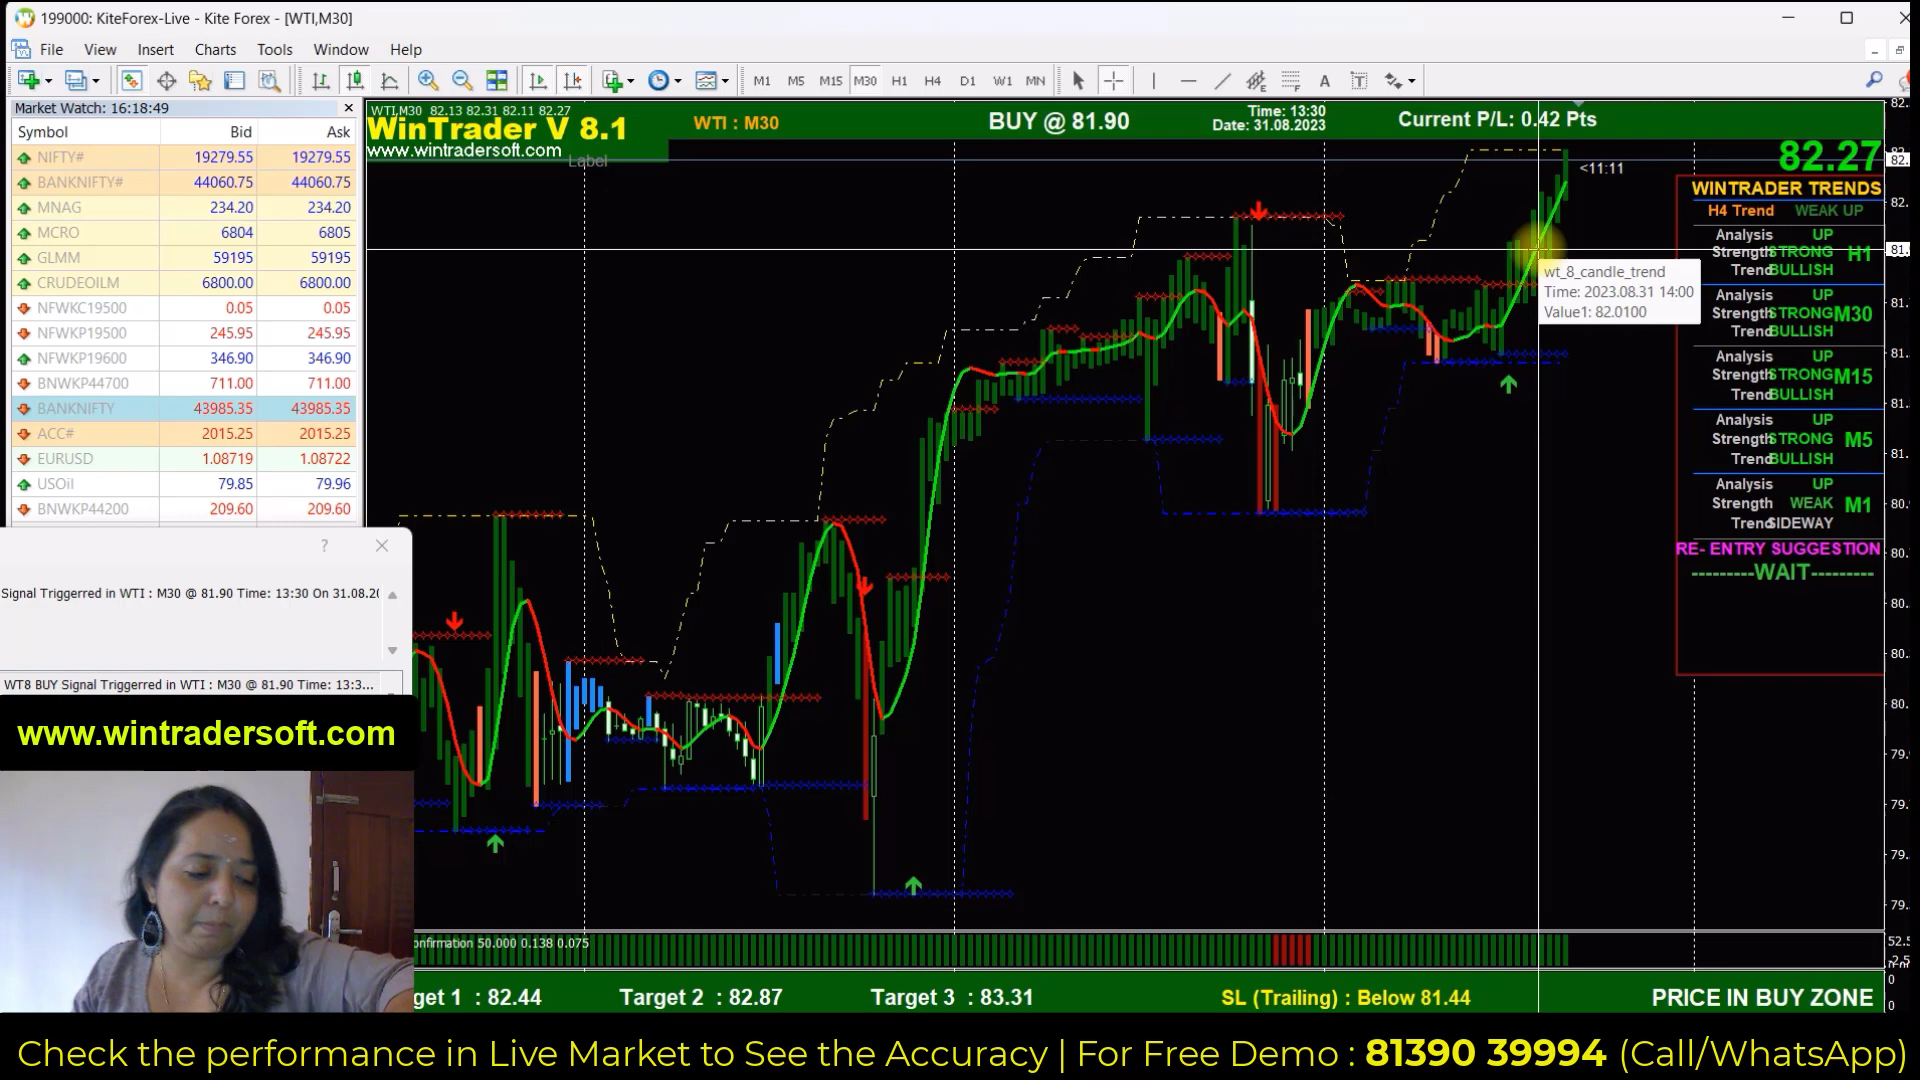 199000: KiteForex-Live - Kite Forex - [WTI,M30]
File View Insert Charts Tools Window Help
M1 M5 M15 M30 H1 H4 D1 W1 MN
Market Watch: 16:18:49
Symbol Bid Ask
NIFTY# 19279.55 19279.55
BANKNIFTY# 44060.75 44060.75
MNAG 234.20 234.20
MCRO 6804 6805
GLMM 59195 59195
CRUDEOILM 6800.00 6800.00
NFWKC19500 0.05 0.05
NFWKP19500 245.95 245.95
NFWKP19600 346.90 346.90
BNWKP44700 711.00 711.00
BANKNIFTY 43985.35 43985.35
ACC# 2015.25 2015.25
EURUSD 1.08719 1.08722
USOil 79.85 79.96
BNWKP44200 209.60 209.60
WTI,M30 82.13 82.31 82.11 82.27
WinTrader V 8.1
www.wintradersoft.com
Label
WTI : M30
BUY @ 81.90
Time: 13:30
Date: 31.08.2023
Current P/L: 0.42 Pts
82.27
<11:11
WINTRADER TRENDS
H4 Trend WEAK UP
Analysis UP
Strength STRONG H1
Trend BULLISH
Analysis UP
Strength STRONG M30
Trend BULLISH
Analysis UP
Strength STRONG M15
Trend BULLISH
Analysis UP
Strength STRONG M5
Trend BULLISH
Analysis UP
Strength WEAK M1
Trend SIDEWAY
RE- ENTRY SUGGESTION
---------WAIT---------
wt_8_candle_trend
Time: 2023.08.31 14:00
Value1: 82.0100
Signal Triggerred in WTI : M30 @ 81.90 Time: 13:30 On 31.08.20
WT8 BUY Signal Triggerred in WTI : M30 @ 81.90 Time: 13:3...
www.wintradersoft.com
onfirmation 50.000 0.138 0.075
get 1 : 82.44
Target 2 : 82.87
Target 3 : 83.31
SL (Trailing) : Below 81.44
PRICE IN BUY ZONE
Check the performance in Live Market to See the Accuracy | For Free Demo : 81390 39994 (Call/WhatsApp)